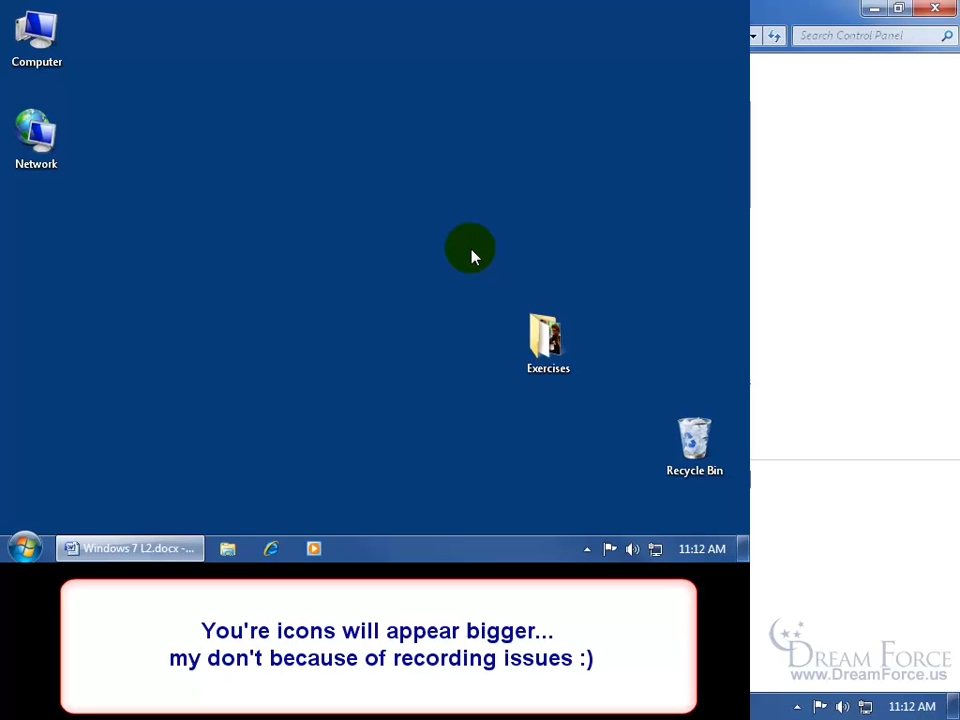 Computer
Search Control Panel
Network
Exercises
Recycle Bin
Windows 7 L2.docx -...
11:12 AM
You're icons will appear bigger...
my don't because of recording issues :)
DREAM FORCE
www.DreamForce.us
11:12 AM